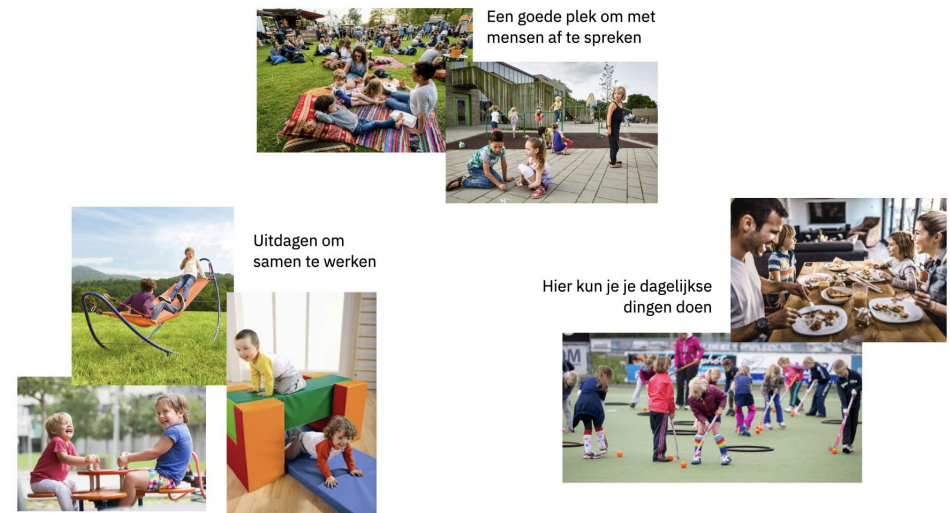 Een goede plek om met
mensen af te spreken
Uitdagen om
samen te werken
Hier kun je je dagelijkse
dingen doen